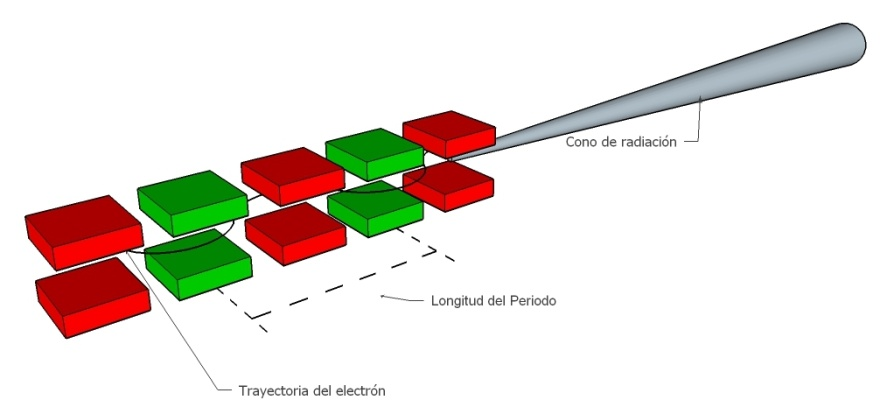 Cono de radiación
Longitud del Periodo
Trayectoria del electrón